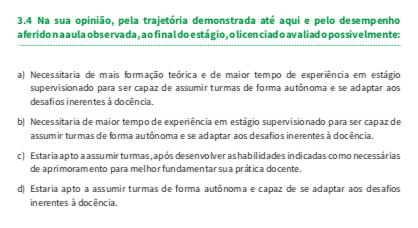 3.4 Na sua opinião, pela trajetória demonstrada até aqui e pelo desempenho
aferido na aula observada, ao final do estágio, o licenciado avaliado possivelmente:
a) Necessitaria de mais formação teórica e de maior tempo de experiência em estágio
supervisionado para ser capaz de assumir turmas de forma autônoma e se adaptar aos
desafios inerentes à docência.
b) Necessitaria de maior tempo de experiência em estágio supervisionado para ser capaz de
assumir turmas de forma autônoma e se adaptar aos desafios inerentes à docência.
c) Estaria apto a assumir turmas, após desenvolver as habilidades indicadas como necessárias
de aprimoramento para melhor fundamentar sua prática docente.
d) Estaria apto a assumir turmas de forma autônoma e capaz de se adaptar aos desafios
inerentes à docência.